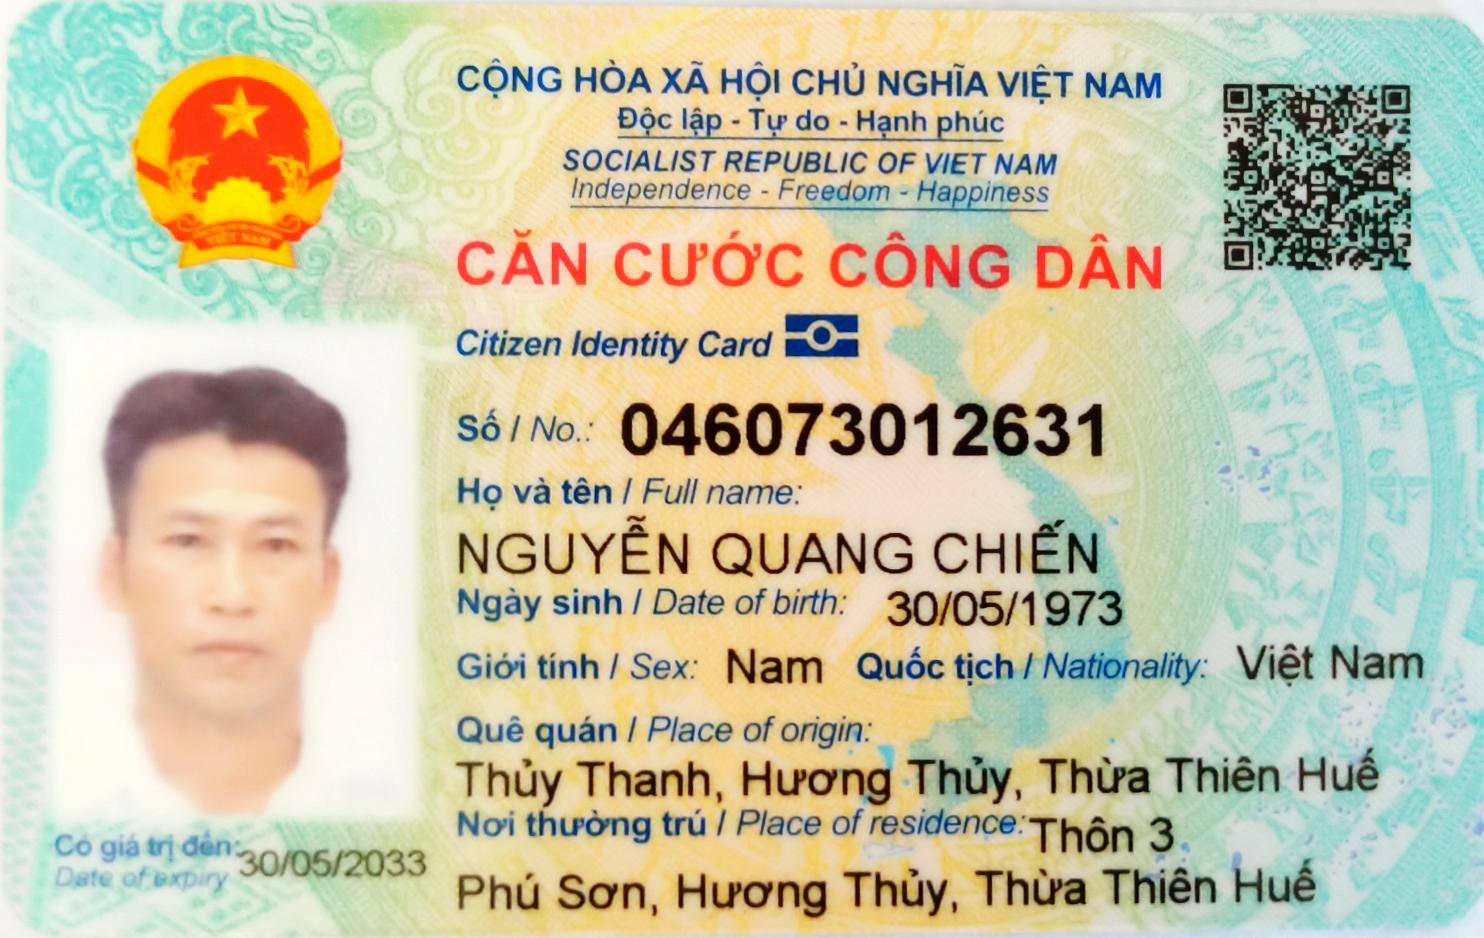 CỘNG HÒA XÃ HỘI CHỦ NGHĨA VIỆT NAM
Độc lập - Tự do - Hạnh phúc
SOCIALIST REPUBLIC OF VIET NAM
Independence - Freedom - Happiness
VIỆT NAM
CĂN CƯỚC CÔNG DÂN
Citizen Identity Card
Số / No.: 046073012631
Họ và tên / Full name:
NGUYỄN QUANG CHIẾN
Ngày sinh / Date of birth: 30/05/1973
Giới tính / Sex: Nam Quốc tịch / Nationality: Việt Nam
Quê quán / Place of origin:
Thủy Thanh, Hương Thủy, Thừa Thiên Huế
Nơi thường trú / Place of residence: Thôn 3
Phú Sơn, Hương Thủy, Thừa Thiên Huế
Có giá trị đến: 30/05/2033
Date of expiry